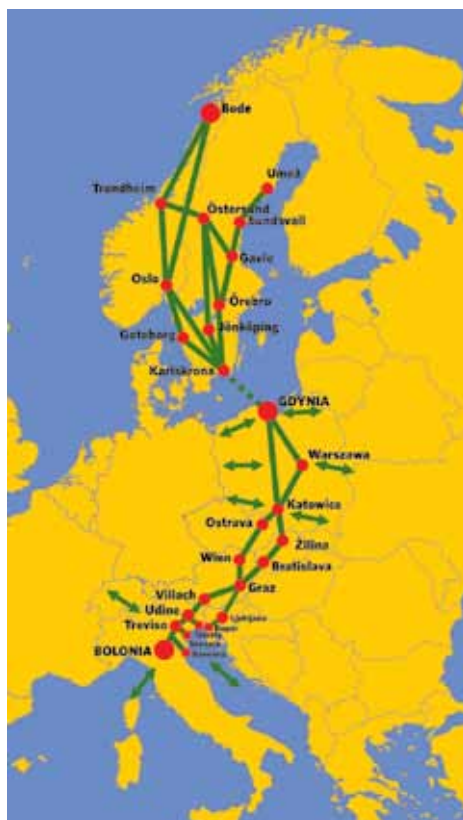 Bodø
Umeå
Trondheim
Östersund
Sundsvall
Gävle
Oslo
Örebro
Goteborg
Jönköping
Karlskrona
GDYNIA
Warszawa
Katowice
Ostrava
Žilina
Wien
Bratislava
Graz
Villach
Udine
Ljubljana
Treviso
Koper
BOLONIA